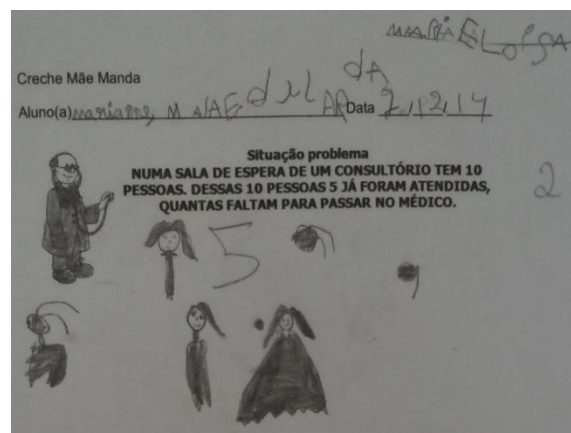 MARIA ELOÍSA
Creche Mãe Manda
Aluno(a) Data 2,12,14
Situação problema
NUMA SALA DE ESPERA DE UM CONSULTÓRIO TEM 10
PESSOAS. DESSAS 10 PESSOAS 5 JÁ FORAM ATENDIDAS,
QUANTAS FALTAM PARA PASSAR NO MÉDICO.
2
5